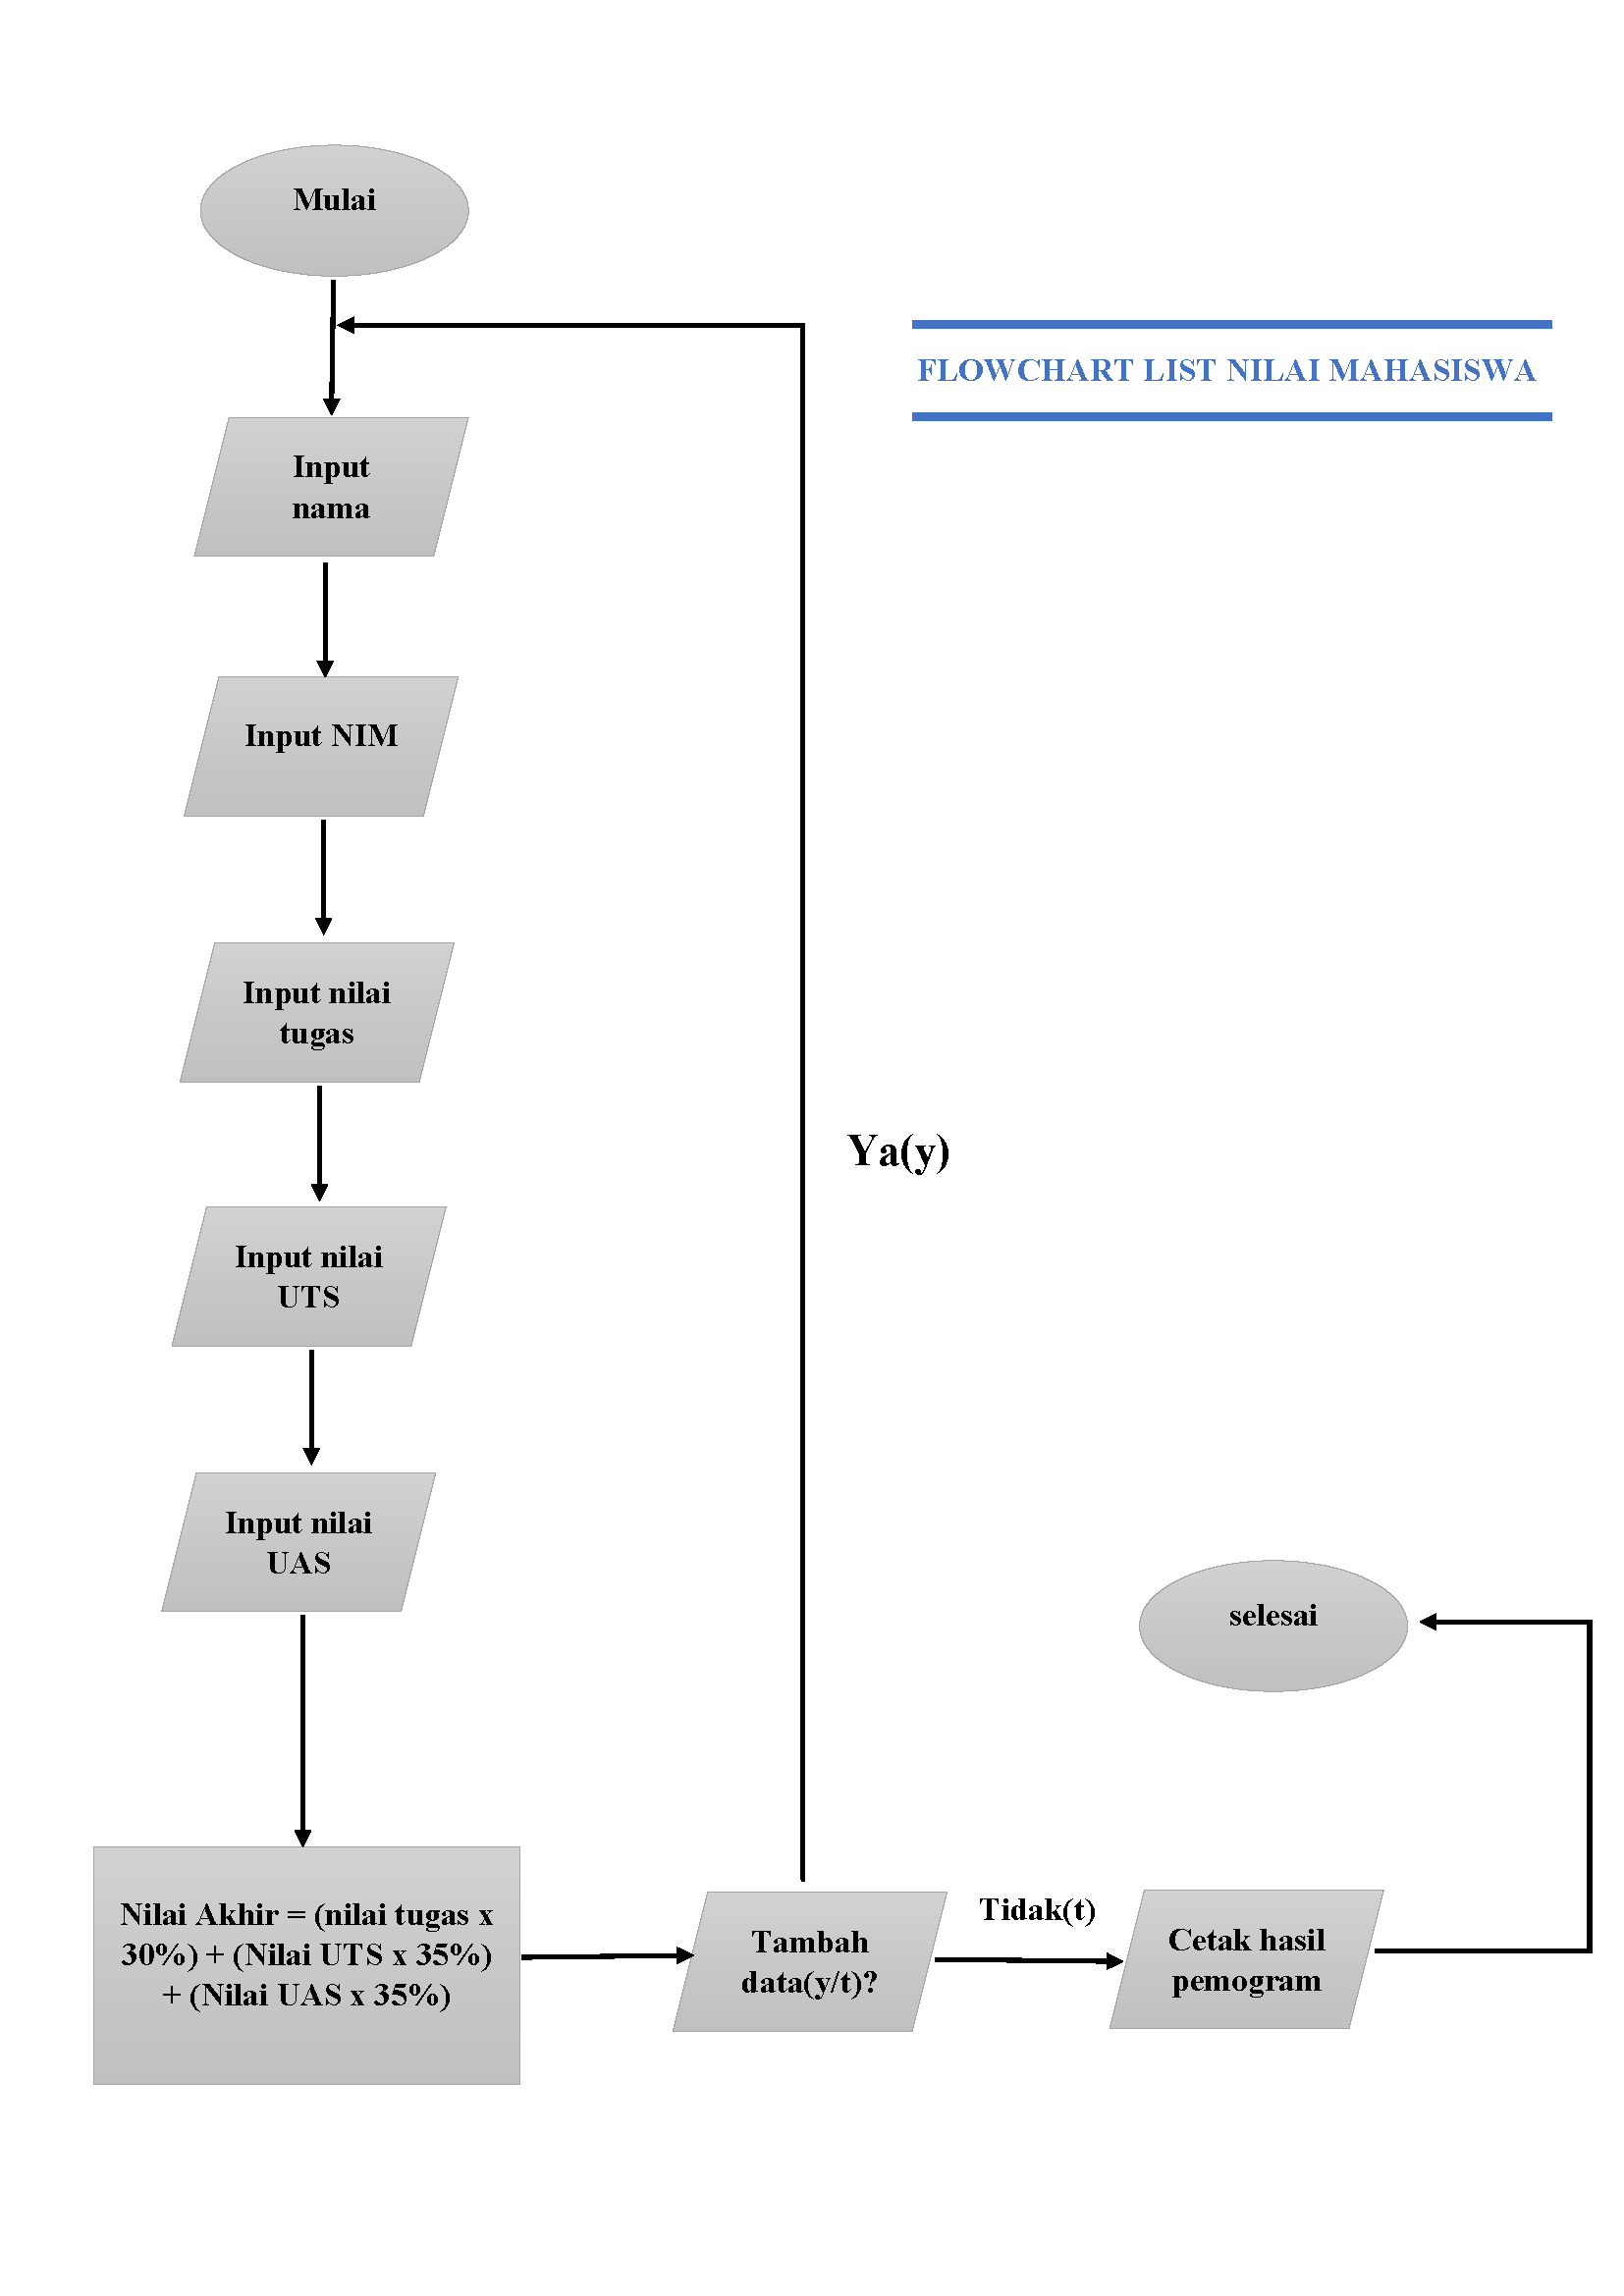 Mulai
FLOWCHART LIST NILAI MAHASISWA
Input
nama
Input NIM
Input nilai
tugas
Ya(y)
Input nilai
UTS
Input nilai
UAS
selesai
Nilai Akhir = (nilai tugas x
30%) + (Nilai UTS x 35%)
+ (Nilai UAS x 35%)
Tambah
data(y/t)?
Tidak(t)
Cetak hasil
pemogram